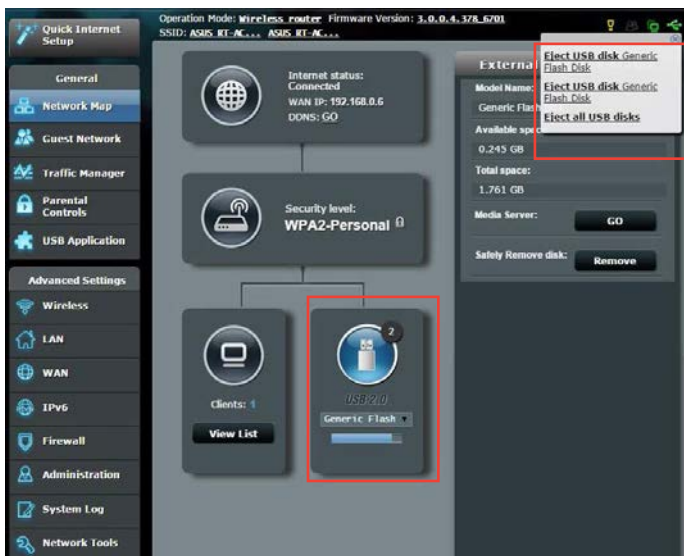 Quick Internet
Setup
Operation Mode: Wireless router Firmware Version: 3.0.0.4.378_6701
SSID: ASUS RT-AC... ASUS RT-AC...
General
Network Map
Guest Network
Traffic Manager
Parental
Controls
USB Application
Advanced Settings
Wireless
LAN
WAN
IPv6
Firewall
Administration
System Log
Network Tools
Internet status:
Connected
WAN IP: 192.168.0.6
DDNS: GO
Security level:
WPA2-Personal
Clients: 1
View List
2
USB 2.0
Generic Flash
External
Model Name:
Generic Flash
Available
0.245 GB
Total space:
1.761 GB
Media Server:
GO
Safely Remove disk:
Remove
Eject USB disk Generic
Flash Disk
Eject USB disk Generic
Flash Disk
Eject all USB disks